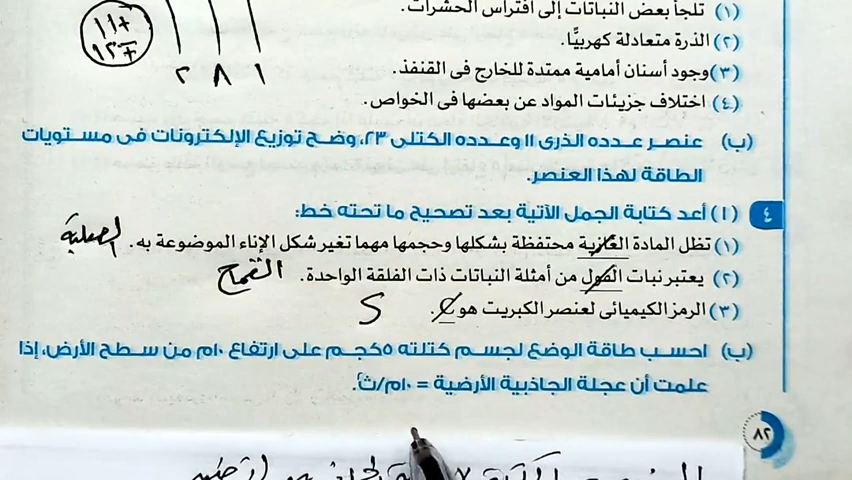 (١) تلجأ بعض النباتات إلى افتراس الحشرات.
(٢) الذرة متعادلة كهربيًّا.
(٣) وجود أسنان أمامية ممتدة للخارج فى القنفذ.
(٤) اختلاف جزيئات المواد عن بعضها فى الخواص.
+١١
١٢±
٢ ٨ ١
(ب) عنصر عدده الذرى ١١ وعدده الكتلى ٢٣، وضح توزيع الإلكترونات فى مستويات
الطاقة لهذا العنصر.
٤ (أ) أعد كتابة الجمل الآتية بعد تصحيح ما تحته خط:
(١) تظل المادة الغازية محتفظة بشكلها وحجمها مهما تغير شكل الإناء الموضوعة به. الصلبة
(٢) يعتبر نبات الفول من أمثلة النباتات ذات الفلقة الواحدة. القمح
(٣) الرمز الكيميائى لعنصر الكبريت هو C. S
(ب) احسب طاقة الوضع لجسم كتلته ٥كجم على ارتفاع ١٠م من سطح الأرض، إذا
علمت أن عجلة الجاذبية الأرضية = ١٠م/ث².
٨٢